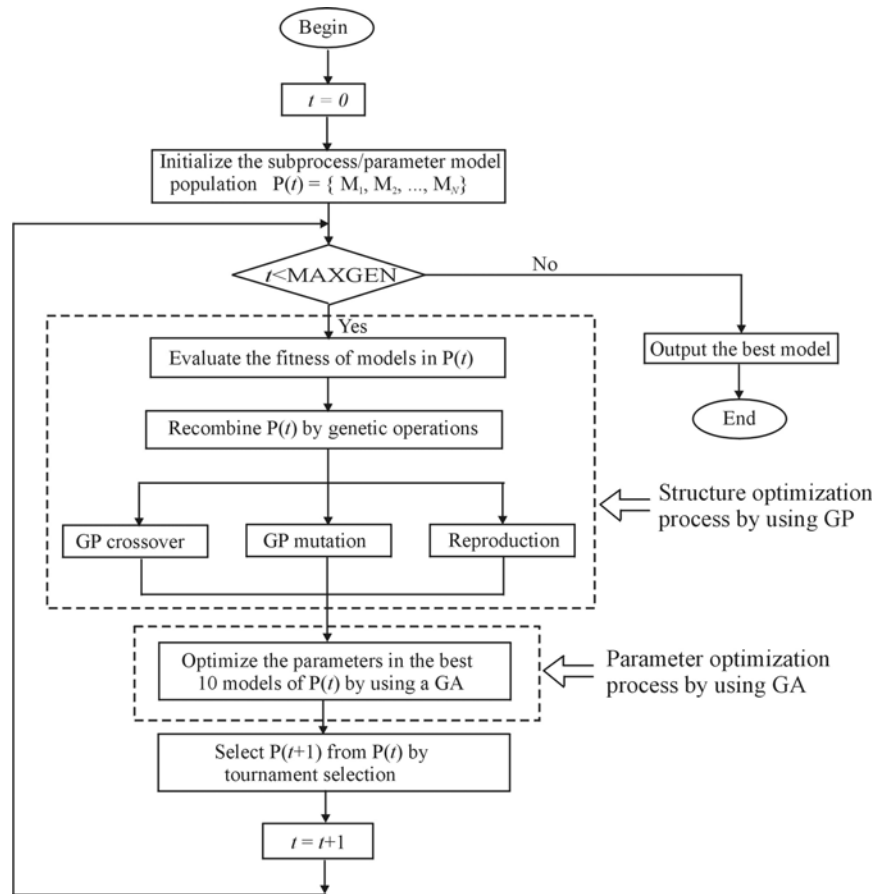 Begin
t = 0
Initialize the subprocess/parameter model
population P(t) = { M₁, M₂, ..., M_N}
t<MAXGEN
No
Yes
Evaluate the fitness of models in P(t)
Output the best model
Recombine P(t) by genetic operations
End
Structure optimization
process by using GP
GP crossover
GP mutation
Reproduction
Optimize the parameters in the best
10 models of P(t) by using a GA
Parameter optimization
process by using GA
Select P(t+1) from P(t) by
tournament selection
t = t+1